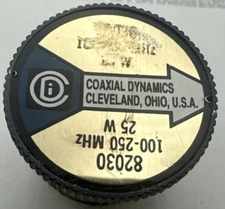 COAXIAL DYNAMICS
CLEVELAND, OHIO, U.S.A.
82030
100-250 MHz
25 W